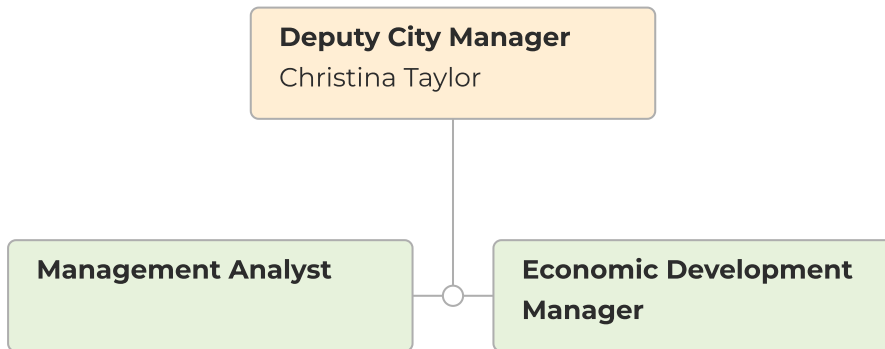 Deputy City Manager
Christina Taylor
Management Analyst
Economic Development
Manager